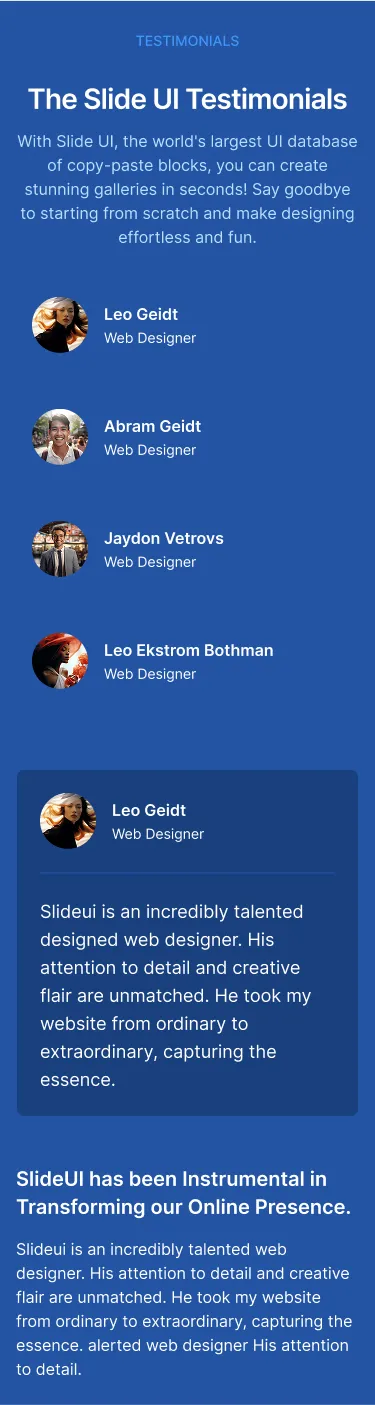 TESTIMONIALS
The Slide UI Testimonials
With Slide UI, the world's largest UI database
of copy-paste blocks, you can create
stunning galleries in seconds! Say goodbye
to starting from scratch and make designing
effortless and fun.
Leo Geidt
Web Designer
Abram Geidt
Web Designer
Jaydon Vetrovs
Web Designer
Leo Ekstrom Bothman
Web Designer
Leo Geidt
Web Designer
Slideui is an incredibly talented
designed web designer. His
attention to detail and creative
flair are unmatched. He took my
website from ordinary to
extraordinary, capturing the
essence.
SlideUI has been Instrumental in
Transforming our Online Presence.
Slideui is an incredibly talented web
designer. His attention to detail and creative
flair are unmatched. He took my website
from ordinary to extraordinary, capturing the
essence. alerted web designer His attention
to detail.